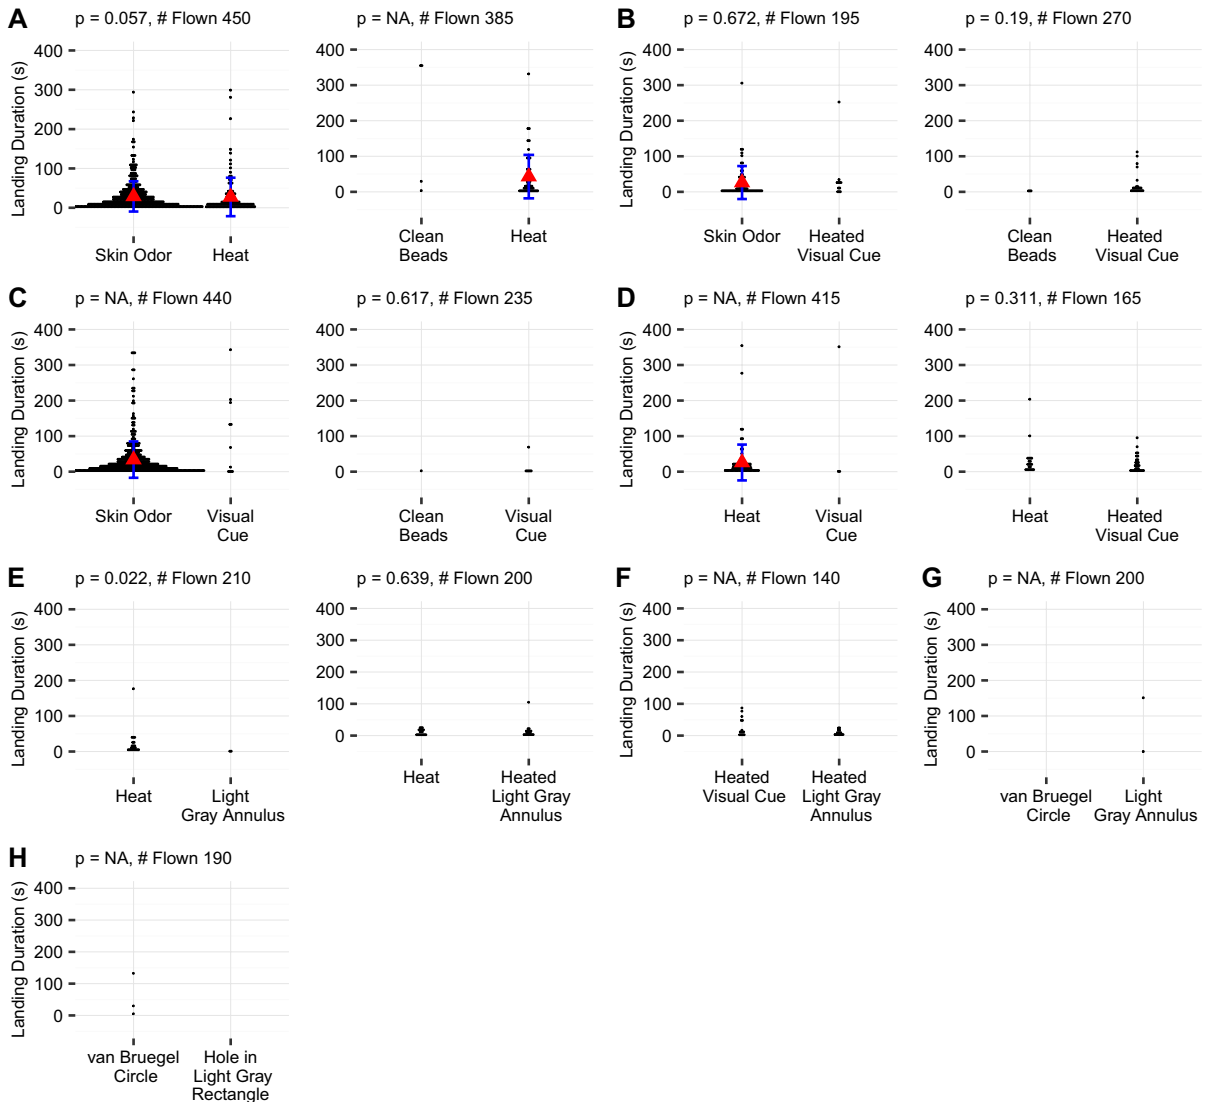 A
p = 0.057, # Flown 450
Landing Duration (s)
400
300
200
100
0
Skin Odor
Heat
p = NA, # Flown 385
400
300
200
100
0
Clean
Beads
Heat
B
p = 0.672, # Flown 195
Landing Duration (s)
400
300
200
100
0
Skin Odor
Heated
Visual Cue
p = 0.19, # Flown 270
400
300
200
100
0
Clean
Beads
Heated
Visual Cue
C
p = NA, # Flown 440
Landing Duration (s)
400
300
200
100
0
Skin Odor
Visual
Cue
p = 0.617, # Flown 235
400
300
200
100
0
Clean
Beads
Visual
Cue
D
p = NA, # Flown 415
Landing Duration (s)
400
300
200
100
0
Heat
Visual
Cue
p = 0.311, # Flown 165
400
300
200
100
0
Heat
Heated
Visual Cue
E
p = 0.022, # Flown 210
Landing Duration (s)
400
300
200
100
0
Heat
Light
Gray Annulus
p = 0.639, # Flown 200
400
300
200
100
0
Heat
Heated
Light Gray
Annulus
F
p = NA, # Flown 140
Landing Duration (s)
400
300
200
100
0
Heated
Visual Cue
Heated
Light Gray
Annulus
G
p = NA, # Flown 200
Landing Duration (s)
400
300
200
100
0
van Bruegel
Circle
Light
Gray Annulus
H
p = NA, # Flown 190
Landing Duration (s)
400
300
200
100
0
van Bruegel
Circle
Hole in
Light Gray
Rectangle